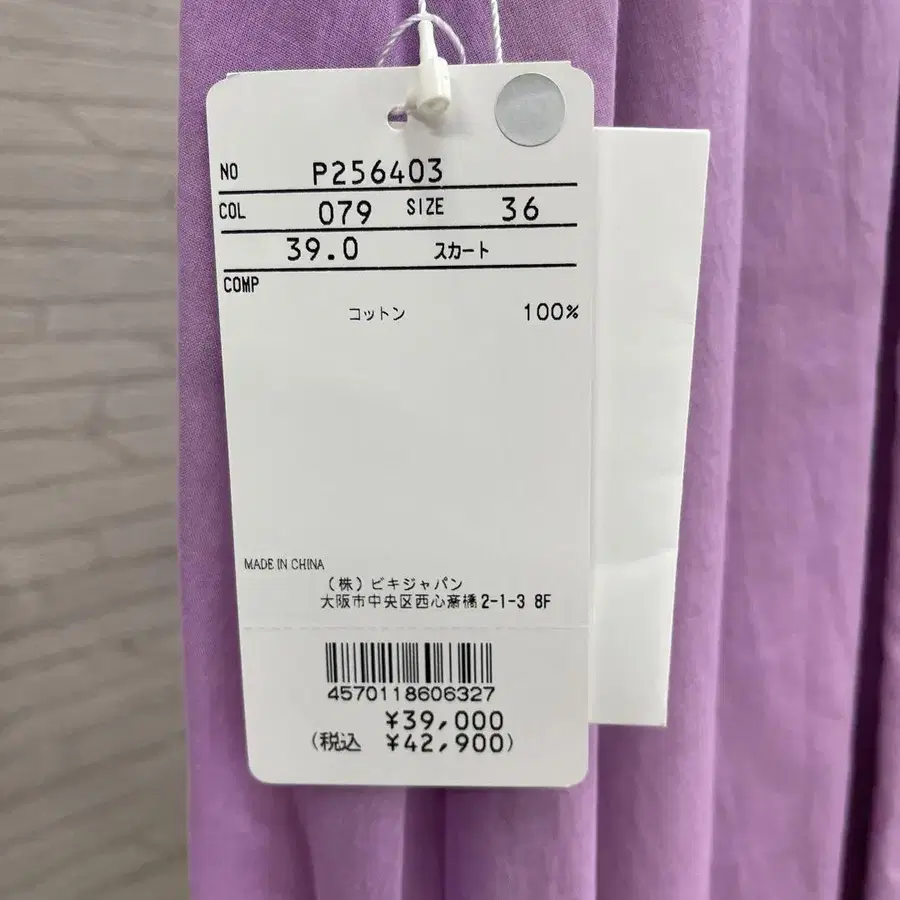 NO P256403
COL 079 SIZE 36
39.0 スカート
COMP
コットン 100%
MADE IN CHINA
(株)ビキジャパン
大阪市中央区西心斎橋2-1-3 8F
4570118606327
¥39,000
(税込 ¥42,900)